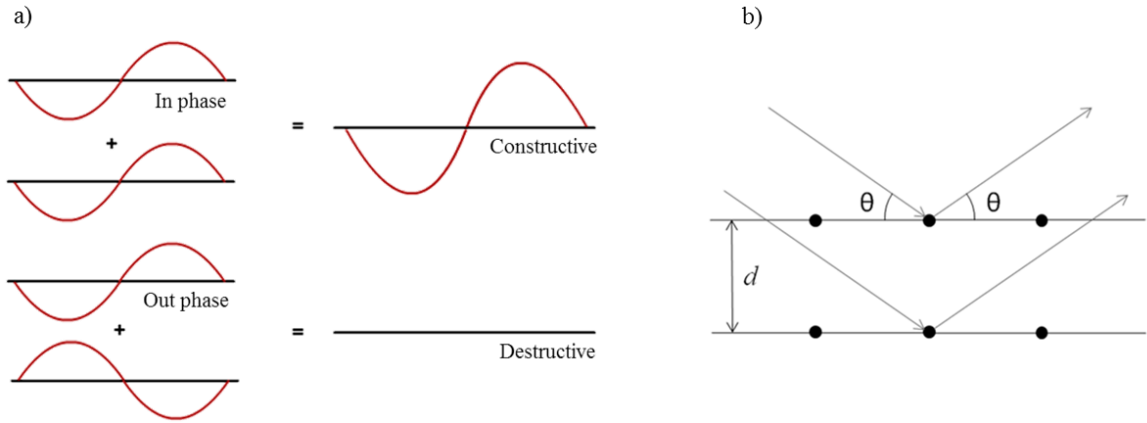 a)
In phase
+
=
Constructive
Out phase
+
=
Destructive
b)
θ
θ
d